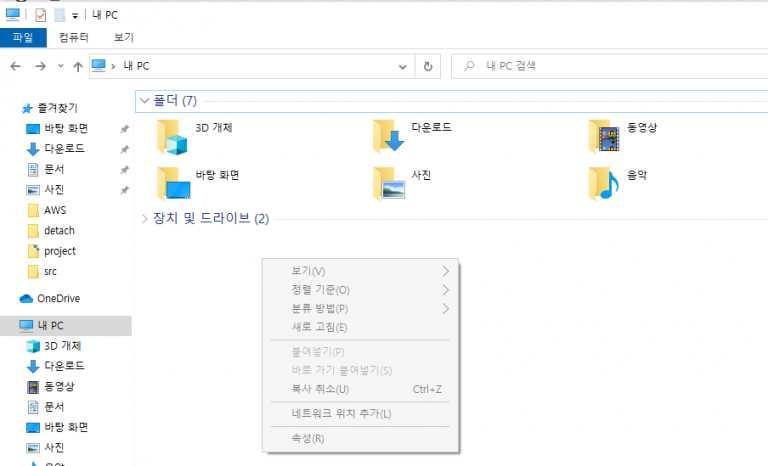 내 PC
파일 컴퓨터 보기
내 PC
내 PC 검색
즐겨찾기
바탕 화면
다운로드
문서
사진
AWS
detach
project
src
OneDrive
내 PC
3D 개체
다운로드
동영상
문서
바탕 화면
사진
폴더 (7)
3D 개체
다운로드
동영상
바탕 화면
사진
음악
장치 및 드라이브 (2)
보기(V)
정렬 기준(O)
분류 방법(P)
새로 고침(E)
붙여넣기(P)
바로 가기 붙여넣기(S)
복사 취소(U) Ctrl+Z
네트워크 위치 추가(L)
속성(R)